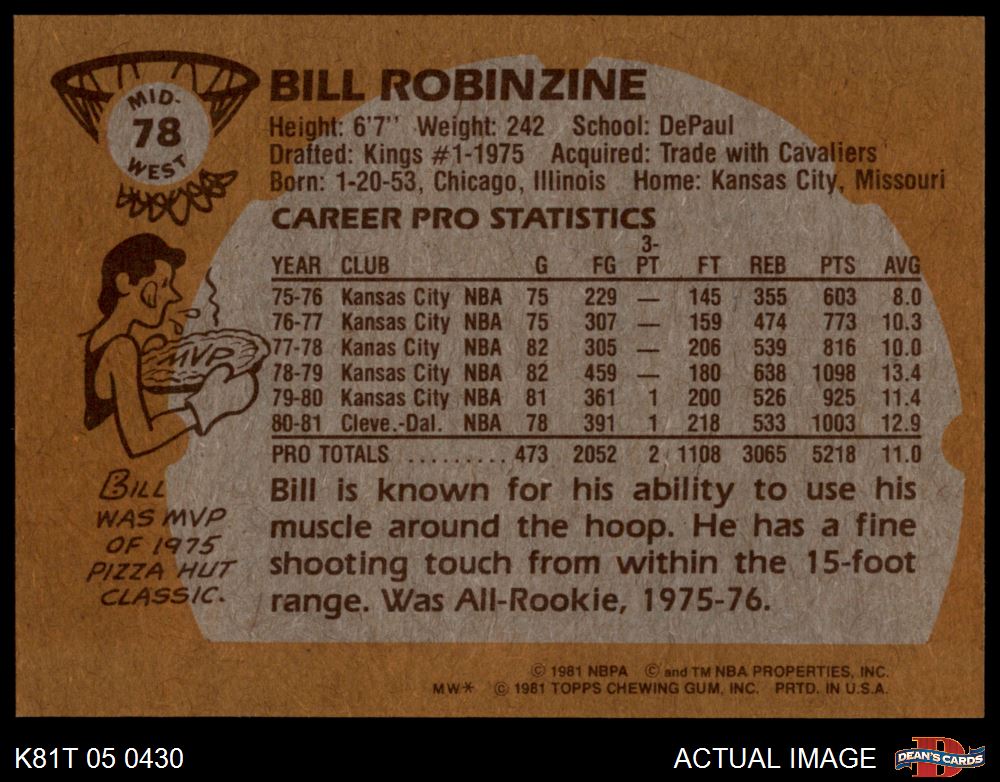 MID-
78
WEST
BILL ROBINZINE
Height: 6'7'' Weight: 242 School: DePaul
Drafted: Kings #1-1975 Acquired: Trade with Cavaliers
Born: 1-20-53, Chicago, Illinois Home: Kansas City, Missouri
CAREER PRO STATISTICS
YEAR CLUB G FG 3-PT FT REB PTS AVG
75-76 Kansas City NBA 75 229 — 145 355 603 8.0
76-77 Kansas City NBA 75 307 — 159 474 773 10.3
77-78 Kanas City NBA 82 305 — 206 539 816 10.0
78-79 Kansas City NBA 82 459 — 180 638 1098 13.4
79-80 Kansas City NBA 81 361 1 200 526 925 11.4
80-81 Cleve.-Dal. NBA 78 391 1 218 533 1003 12.9
PRO TOTALS ......... 473 2052 2 1108 3065 5218 11.0
MVP
BILL
WAS MVP
OF 1975
PIZZA HUT
CLASSIC.
Bill is known for his ability to use his
muscle around the hoop. He has a fine
shooting touch from within the 15-foot
range. Was All-Rookie, 1975-76.
© 1981 NBPA © and TM NBA PROPERTIES, INC.
MW* © 1981 TOPPS CHEWING GUM, INC. PRTD. IN U.S.A.
K81T 05 0430
ACTUAL IMAGE
D
DEAN'S CARDS